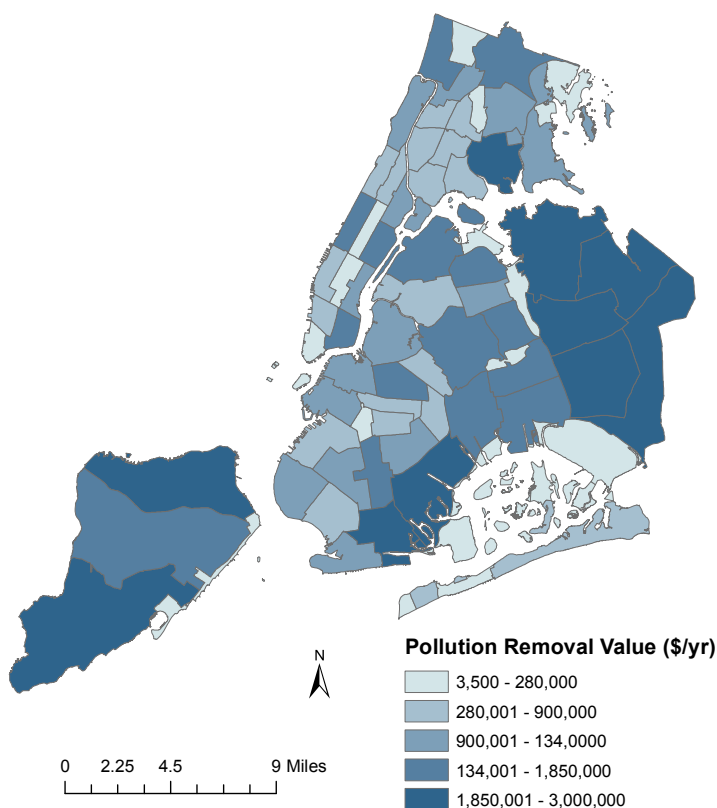 N
0 2.25 4.5 9 Miles
Pollution Removal Value ($/yr)
3,500 - 280,000
280,001 - 900,000
900,001 - 134,0000
134,001 - 1,850,000
1,850,001 - 3,000,000